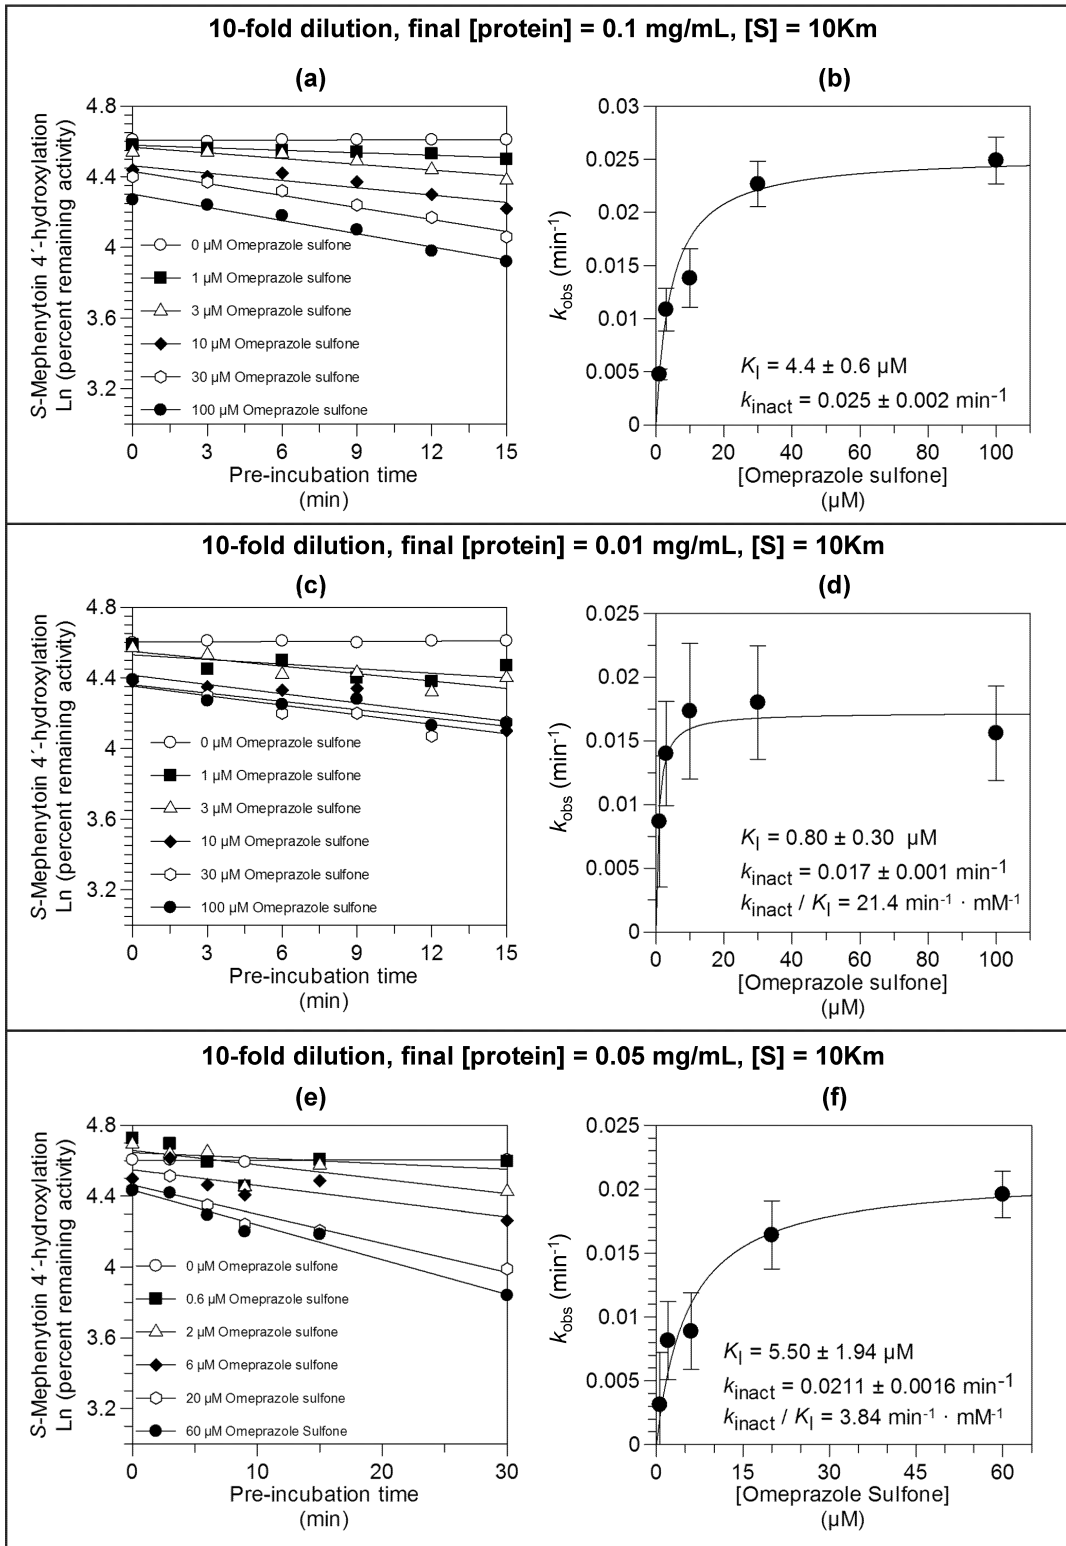 10-fold dilution, final [protein] = 0.1 mg/mL, [S] = 10Km
(a)
S-Mephenytoin 4´-hydroxylation
Ln (percent remaining activity)
4.8
4.4
4
3.6
3.2
0 µM Omeprazole sulfone
1 µM Omeprazole sulfone
3 µM Omeprazole sulfone
10 µM Omeprazole sulfone
30 µM Omeprazole sulfone
100 µM Omeprazole sulfone
0 3 6 9 12 15
Pre-incubation time
(min)
(b)
kobs (min-1)
0.03
0.025
0.02
0.015
0.01
0.005
0
KI = 4.4 ± 0.6 µM
kinact = 0.025 ± 0.002 min-1
0 20 40 60 80 100
[Omeprazole sulfone]
(µM)
10-fold dilution, final [protein] = 0.01 mg/mL, [S] = 10Km
(c)
S-Mephenytoin 4´-hydroxylation
Ln (percent remaining activity)
4.8
4.4
4
3.6
3.2
0 µM Omeprazole sulfone
1 µM Omeprazole sulfone
3 µM Omeprazole sulfone
10 µM Omeprazole sulfone
30 µM Omeprazole sulfone
100 µM Omeprazole sulfone
0 3 6 9 12 15
Pre-incubation time
(min)
(d)
kobs (min-1)
0.025
0.02
0.015
0.01
0.005
0
KI = 0.80 ± 0.30 µM
kinact = 0.017 ± 0.001 min-1
kinact / KI = 21.4 min-1 · mM-1
0 20 40 60 80 100
[Omeprazole sulfone]
(µM)
10-fold dilution, final [protein] = 0.05 mg/mL, [S] = 10Km
(e)
S-Mephenytoin 4´-hydroxylation
Ln (percent remaining activity)
4.8
4.4
4
3.6
3.2
0 µM Omeprazole sulfone
0.6 µM Omeprazole sulfone
2 µM Omeprazole sulfone
6 µM Omeprazole sulfone
20 µM Omeprazole sulfone
60 µM Omeprazole Sulfone
0 10 20 30
Pre-incubation time
(min)
(f)
kobs (min-1)
0.025
0.02
0.015
0.01
0.005
0
KI = 5.50 ± 1.94 µM
kinact = 0.0211 ± 0.0016 min-1
kinact / KI = 3.84 min-1 · mM-1
0 15 30 45 60
[Omeprazole Sulfone]
(µM)